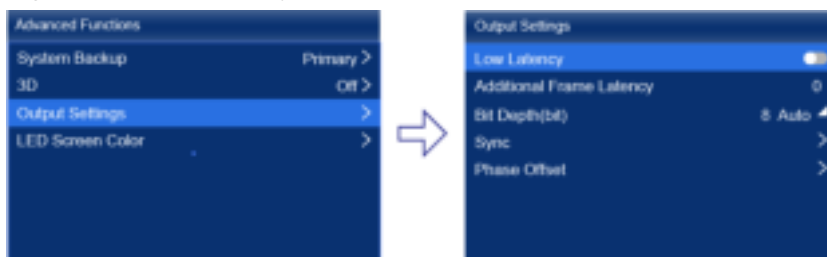 Advanced Functions
System Backup Primary >
3D Off >
Output Settings >
LED Screen Color >
Output Settings
Low Latency
Additional Frame Latency 0
Bit Depth(bit) 8 Auto
Sync >
Phase Offset >